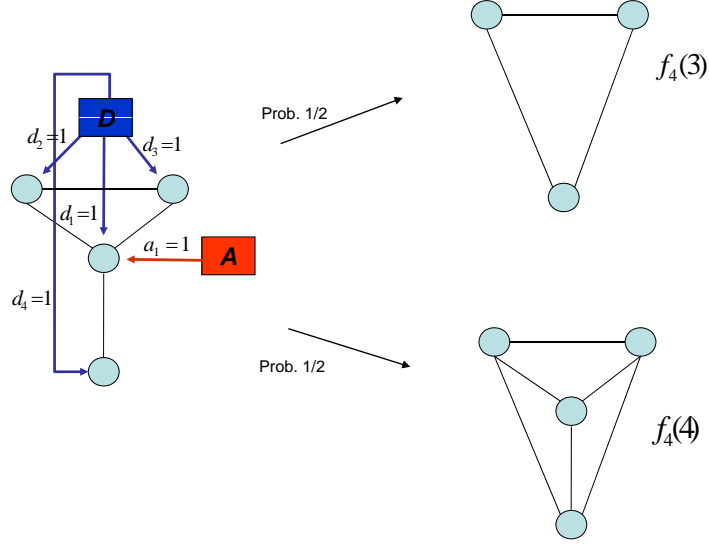 f₄(3)
D
Prob. 1/2
d₂=1
d₃=1
d₁=1
a₁=1
A
d₄=1
Prob. 1/2
f₄(4)